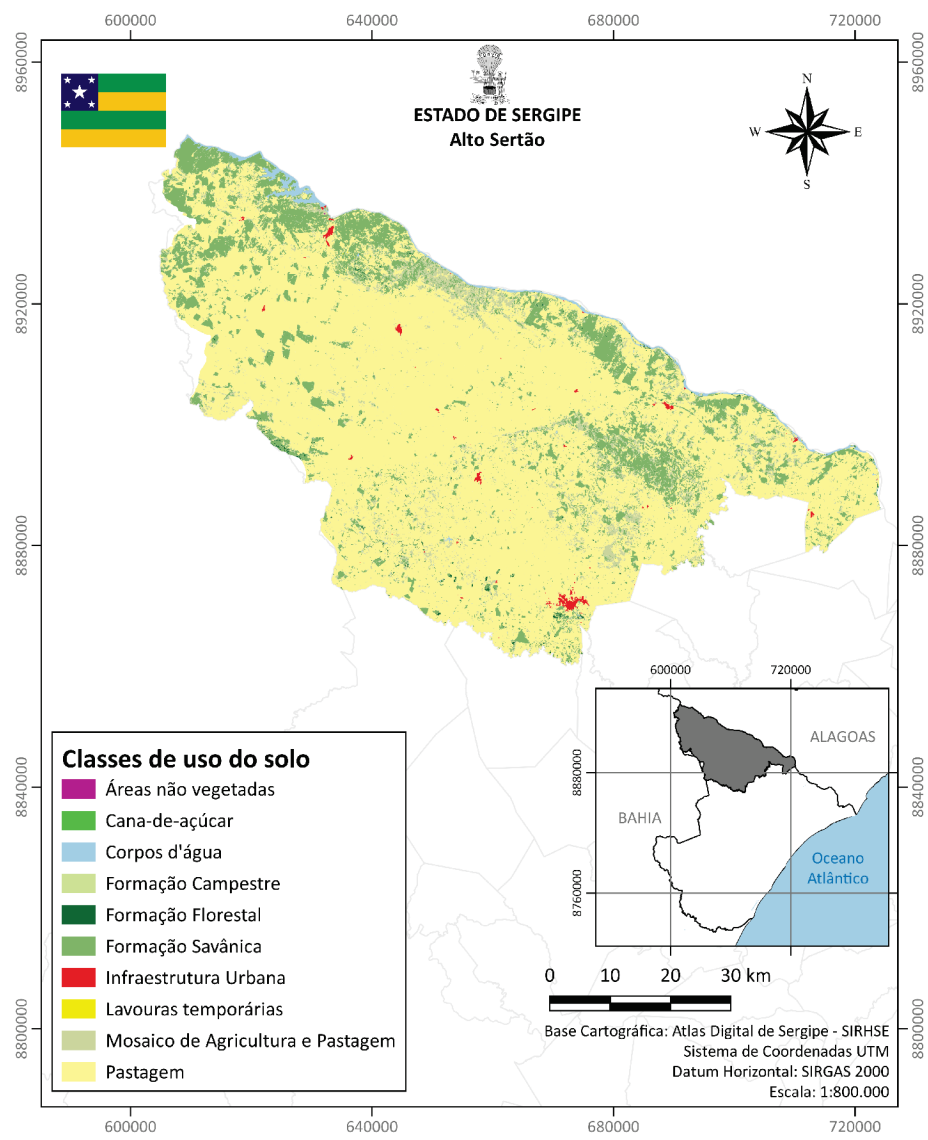 600000
640000
680000
720000
8960000
8960000
ESTADO DE SERGIPE
Alto Sertão
N
W
E
S
8920000
8920000
8880000
8880000
600000
720000
ALAGOAS
8880000
BAHIA
Oceano
Atlântico
8760000
8840000
8840000
Classes de uso do solo
Áreas não vegetadas
Cana-de-açúcar
Corpos d'água
Formação Campestre
Formação Florestal
Formação Savânica
Infraestrutura Urbana
Lavouras temporárias
Mosaico de Agricultura e Pastagem
Pastagem
0 10 20 30 km
8800000
8800000
Base Cartográfica: Atlas Digital de Sergipe - SIRHSE
Sistema de Coordenadas UTM
Datum Horizontal: SIRGAS 2000
Escala: 1:800.000
600000
640000
680000
720000